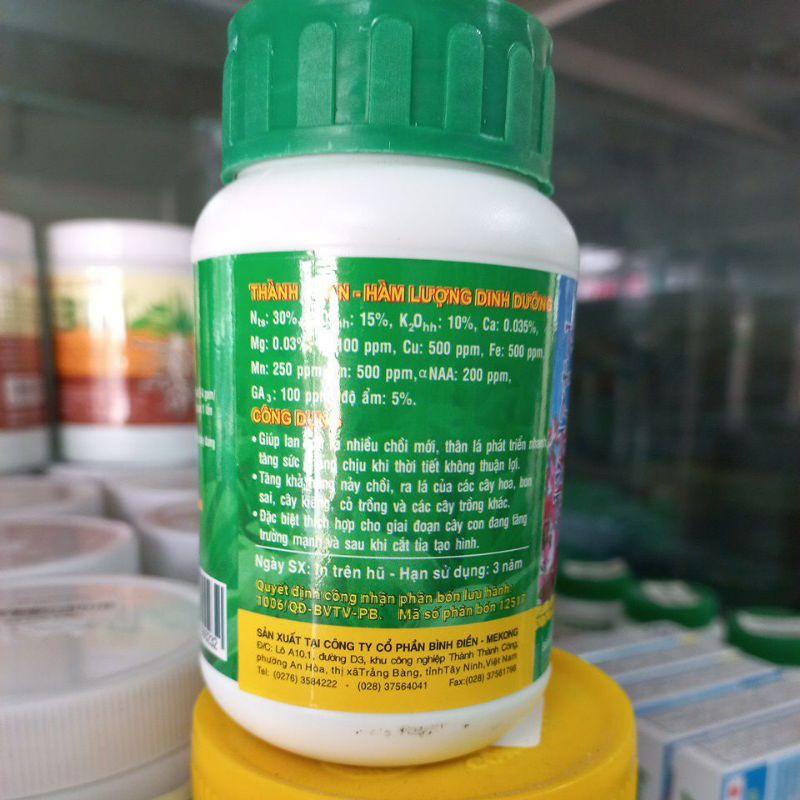 THÀNH - HÀM LƯỢNG DINH DƯỠNG
Nts: 30%, hh: 15%, K2Ohh: 10%, Ca: 0.035%,
Mg: 0.03% 100 ppm, Cu: 500 ppm, Fe: 500 ppm,
Mn: 250 ppm, 500 ppm, αNAA: 200 ppm,
GA3: 100 ppm độ ẩm: 5%.
CÔNG DỤNG
• Giúp lan nhiều chồi mới, thân lá phát triển nhanh,
tăng sức chịu khi thời tiết không thuận lợi.
• Tăng khả năng nảy chồi, ra lá của các cây hoa, bon
sai, cây kiểng, cỏ trồng và các cây trồng khác.
• Đặc biệt thích hợp cho giai đoạn cây con đang tăng
trưởng mạnh và sau khi cắt tỉa tạo hình.
Ngày SX: In trên hũ - Hạn sử dụng: 3 năm
Quyết định công nhận phân bón lưu hành:
1006/QĐ-BVTV-PB. Mã số phân bón 12517
SẢN XUẤT TẠI CÔNG TY CỔ PHẦN BÌNH ĐIỀN - MEKONG
Đ/C: Lô A10.1, đường D3, khu công nghiệp Thành Thành Công,
phường An Hòa, thị xãTrảng Bàng, tỉnhTây Ninh,Việt Nam
Tel: (0276) 3584222 - (028) 37564041 Fax:(028) 37561798